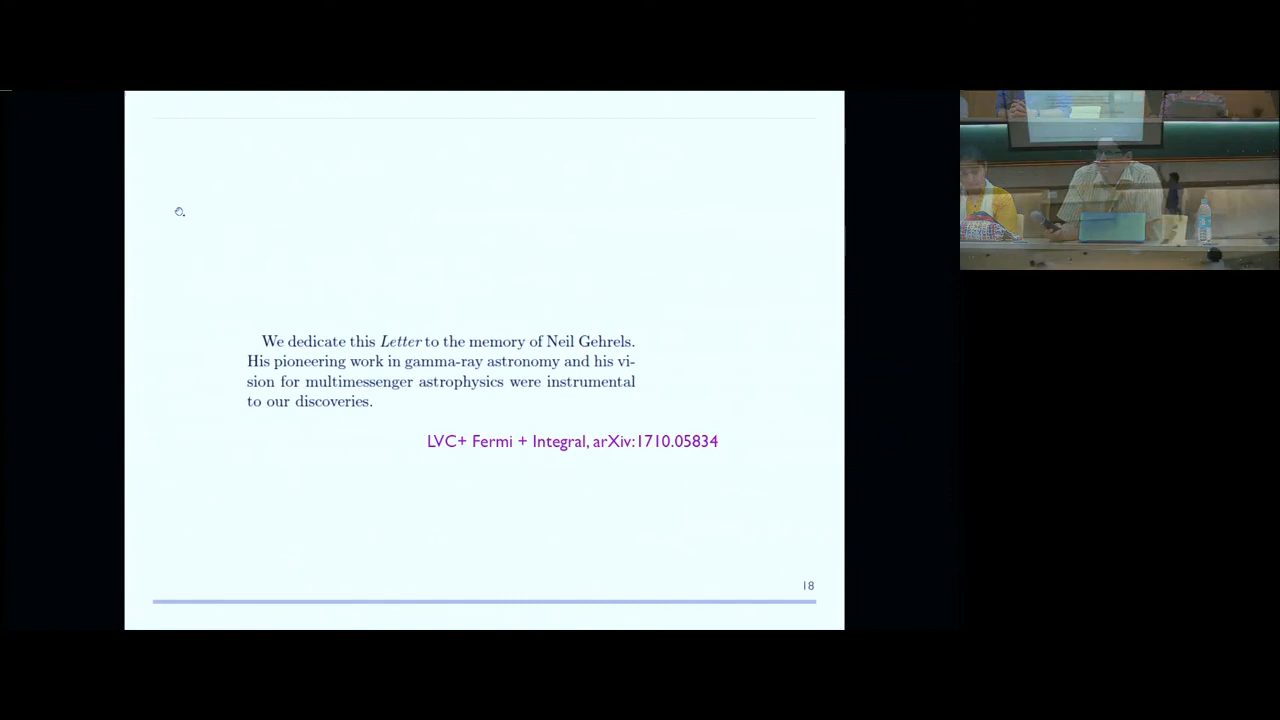 We dedicate this Letter to the memory of Neil Gehrels.
His pioneering work in gamma-ray astronomy and his vi-
sion for multimessenger astrophysics were instrumental
to our discoveries.
LVC+ Fermi + Integral, arXiv:1710.05834
18